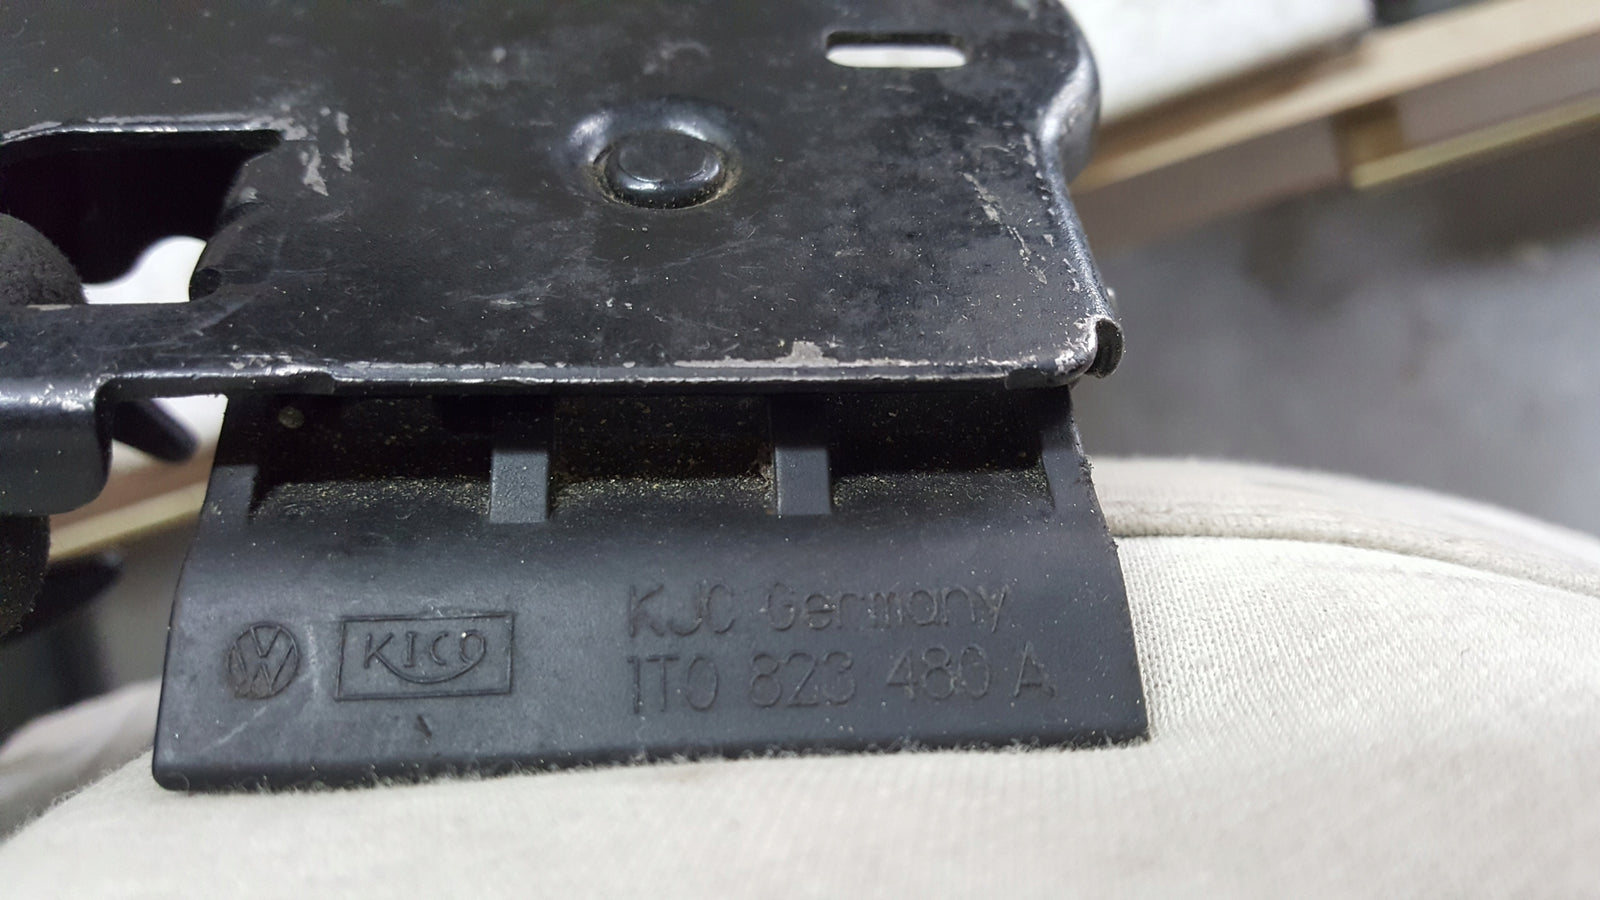 KICO
KJC Germany
1T0 823 480 A